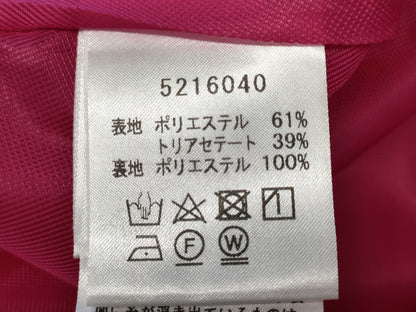 5216040
表地 ポリエステル 61%
トリアセテート 39%
裏地 ポリエステル 100%
F W